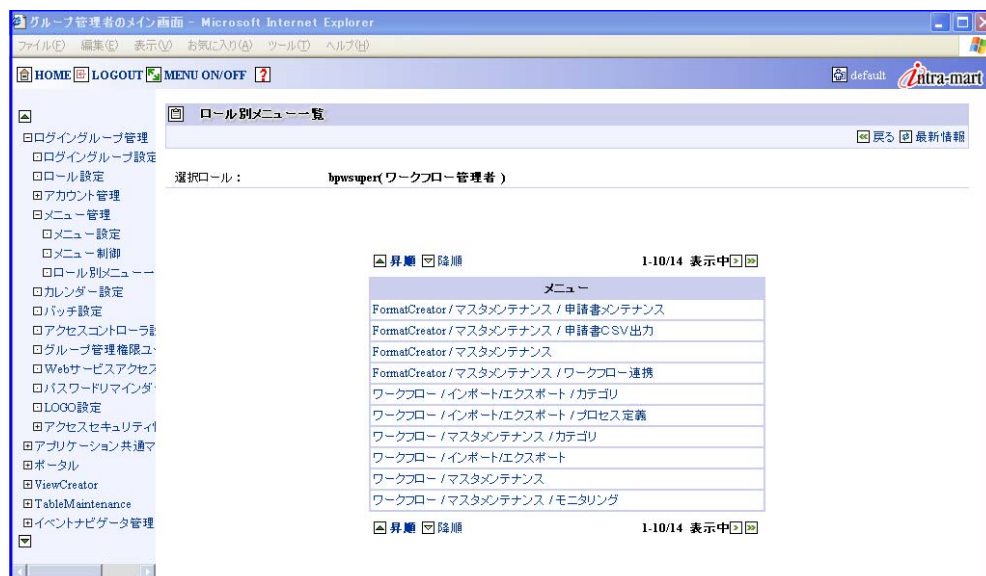 グループ管理者のメイン画面 - Microsoft Internet Explorer
ファイル(F) 編集(E) 表示(V) お気に入り(A) ツール(T) ヘルプ(H)
HOME LOGOUT MENU ON/OFF ? default intra-mart
ロール別メニュー一覧
戻る 最新情報
選択ロール: bpwsuper(ワークフロー管理者)
ログイングループ管理
ログイングループ設定
ロール設定
アカウント管理
メニュー管理
メニュー設定
メニュー制御
ロール別メニュー一
カレンダー設定
バッチ設定
アクセスコントローラ
グループ管理権限ユ
Webサービスアクセス
パスワードリマインダ
LOGO設定
アクセスセキュリティ
アプリケーション共通マ
ポータル
ViewCreator
TableMaintenance
イベントナビゲータ管理
昇順 降順 1-10/14 表示中
メニュー
FormatCreator / マスタメンテナンス / 申請書メンテナンス
FormatCreator / マスタメンテナンス / 申請書CSV出力
FormatCreator / マスタメンテナンス
FormatCreator / マスタメンテナンス / ワークフロー連携
ワークフロー / インポート/エクスポート / カテゴリ
ワークフロー / インポート/エクスポート / プロセス定義
ワークフロー / マスタメンテナンス / カテゴリ
ワークフロー / インポート/エクスポート
ワークフロー / マスタメンテナンス
ワークフロー / マスタメンテナンス / モニタリング
昇順 降順 1-10/14 表示中